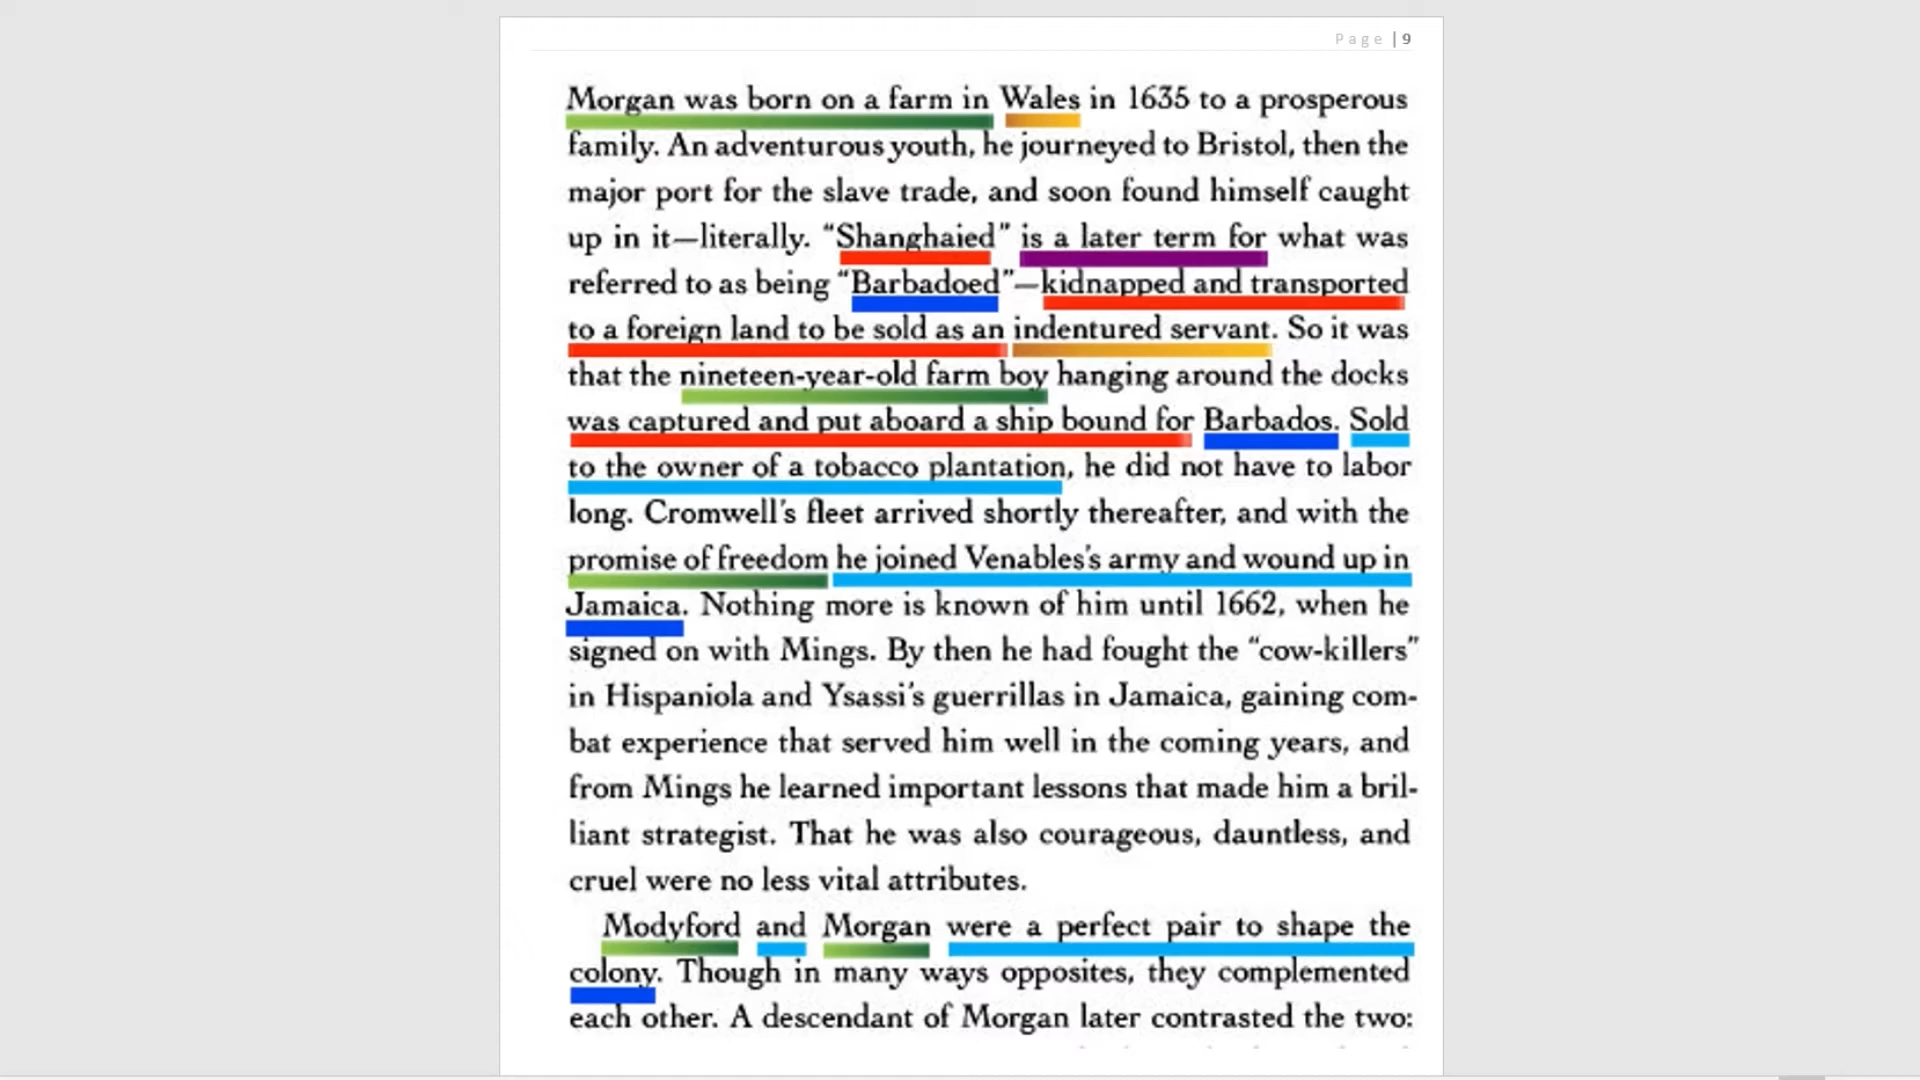 Page | 9
Morgan was born on a farm in Wales in 1635 to a prosperous
family. An adventurous youth, he journeyed to Bristol, then the
major port for the slave trade, and soon found himself caught
up in it—literally. “Shanghaied” is a later term for what was
referred to as being “Barbadoed”—kidnapped and transported
to a foreign land to be sold as an indentured servant. So it was
that the nineteen-year-old farm boy hanging around the docks
was captured and put aboard a ship bound for Barbados. Sold
to the owner of a tobacco plantation, he did not have to labor
long. Cromwell’s fleet arrived shortly thereafter, and with the
promise of freedom he joined Venables’s army and wound up in
Jamaica. Nothing more is known of him until 1662, when he
signed on with Mings. By then he had fought the “cow-killers”
in Hispaniola and Ysassi’s guerrillas in Jamaica, gaining com-
bat experience that served him well in the coming years, and
from Mings he learned important lessons that made him a bril-
liant strategist. That he was also courageous, dauntless, and
cruel were no less vital attributes.
Modyford and Morgan were a perfect pair to shape the
colony. Though in many ways opposites, they complemented
each other. A descendant of Morgan later contrasted the two: